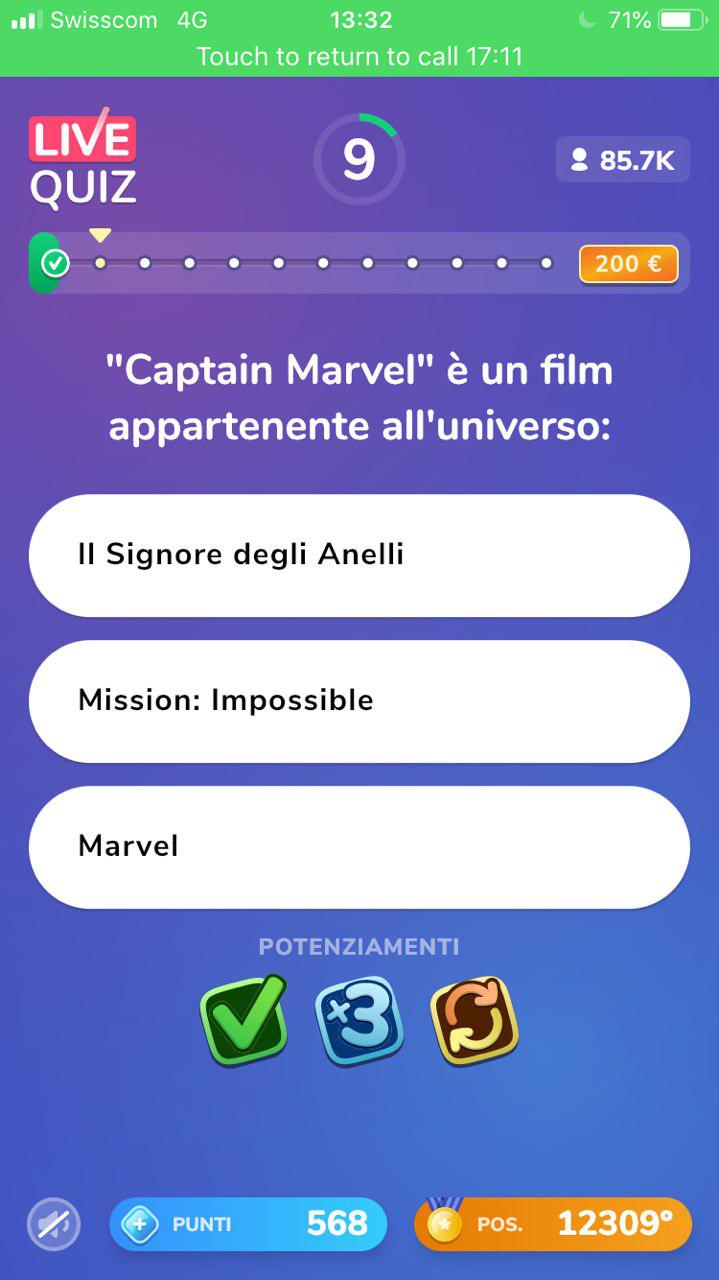 Swisscom 4G 13:32 71%
Touch to return to call 17:11
LIVE
QUIZ
9
85.7K
200 €
"Captain Marvel" è un film
appartenente all'universo:
Il Signore degli Anelli
Mission: Impossible
Marvel
POTENZIAMENTI
×3
PUNTI 568
POS. 12309°